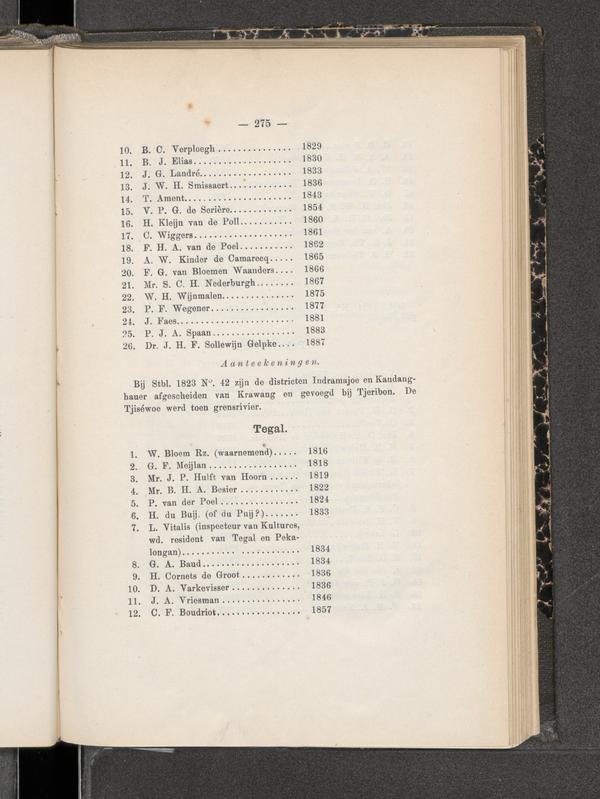 — 275 —
10. B. C. Verploegh ............... 1829
11. B. J. Elias .................... 1830
12. J. G. Landré................... 1833
13. J. W. H. Smissaert............. 1836
14. T. Ament...................... 1843
15. V. P. G. de Serière............. 1854
16. H. Kleijn van de Poll........... 1860
17. C. Wiggers.................... 1861
18. F. H. A. van de Poel........... 1862
19. A. W. Kinder de Camarecq..... 1865
20. F. G. van Bloemen Waanders.... 1866
21. Mr. S. C. H. Nederburgh........ 1867
22. W. H. Wijnmalen............... 1875
23. P. F. Wegener................. 1877
24. J. Faes........................ 1881
25. P. J. A. Spaan................. 1883
26. Dr. J. H. F. Sollewijn Gelpke.... 1887
Aanteekeningen.
Bij Stbl. 1823 No. 42 zijn de districten Indramajoe en Kandang-
hauer afgescheiden van Krawang en gevoegd bij Tjeribon. De
Tjiséwoe werd toen grensrivier.
Tegal.
1. W. Bloem Rz. (waarnemend)..... 1816
2. G. F. Meijlan .................. 1818
3. Mr. J. P. Hulft van Hoorn ...... 1819
4. Mr. B. H. A. Besier ............ 1822
5. P. van der Poel ................ 1824
6. H. du Buij. (of du Puij?)....... 1833
7. L. Vitalis (inspecteur van Kultures,
wd. resident van Tegal en Peka-
longan)........... ............ 1834
8. G. A. Baud.................... 1834
9. H. Cornets de Groot............ 1836
10. D. A. Varkevisser .............. 1836
11. J. A. Vriesman ................ 1846
12. C. F. Boudriot................. 1857